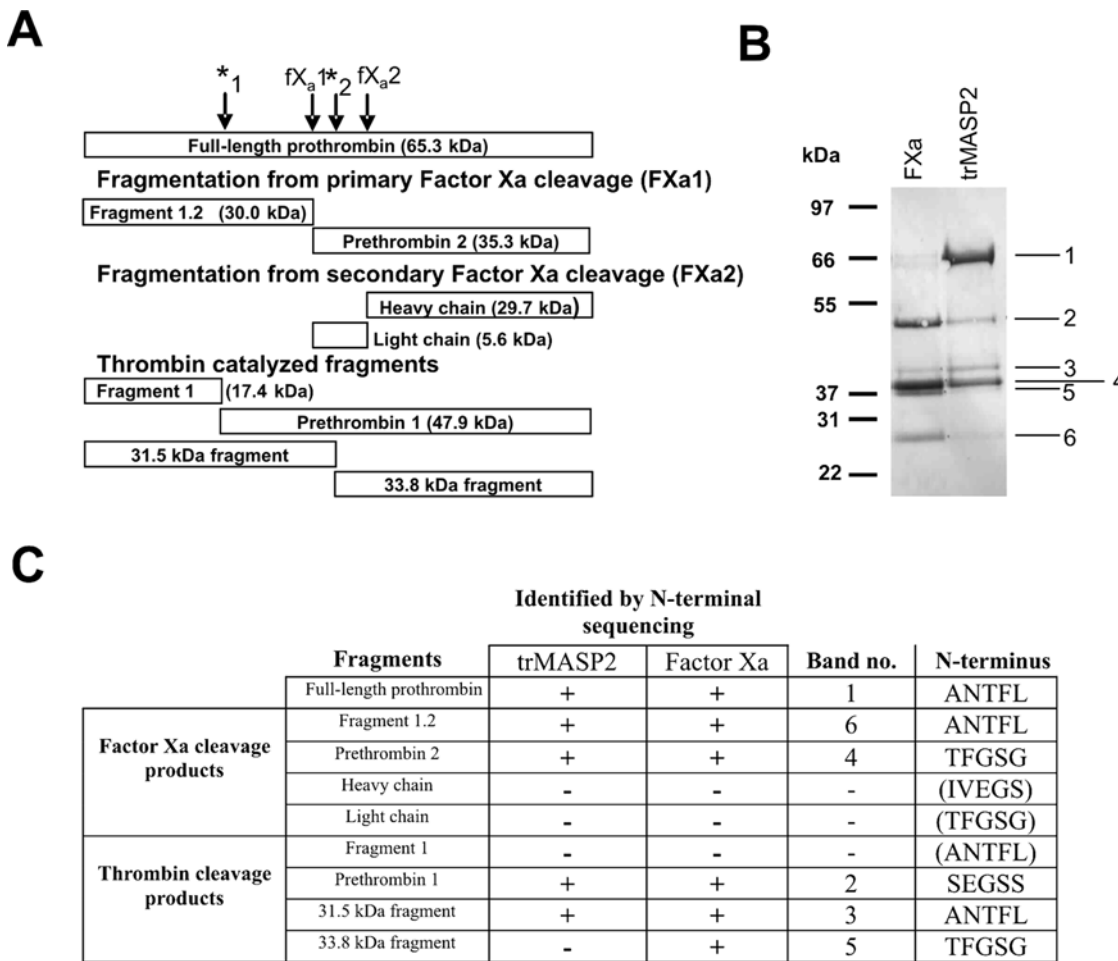 A
*1 fXa1 *2 fXa2
Full-length prothrombin (65.3 kDa)
Fragmentation from primary Factor Xa cleavage (FXa1)
Fragment 1.2 (30.0 kDa)
Prethrombin 2 (35.3 kDa)
Fragmentation from secondary Factor Xa cleavage (FXa2)
Heavy chain (29.7 kDa)
Light chain (5.6 kDa)
Thrombin catalyzed fragments
Fragment 1 (17.4 kDa)
Prethrombin 1 (47.9 kDa)
31.5 kDa fragment
33.8 kDa fragment
B
kDa FXa trMASP2
97
66 1
55
2
3
4
37 5
31
6
22
C
Identified by N-terminal
sequencing
Fragments trMASP2 Factor Xa Band no. N-terminus
Full-length prothrombin + + 1 ANTFL
Factor Xa cleavage
products
Fragment 1.2 + + 6 ANTFL
Prethrombin 2 + + 4 TFGSG
Heavy chain - - - (IVEGS)
Light chain - - - (TFGSG)
Thrombin cleavage
products
Fragment 1 - - - (ANTFL)
Prethrombin 1 + + 2 SEGSS
31.5 kDa fragment + + 3 ANTFL
33.8 kDa fragment - + 5 TFGSG